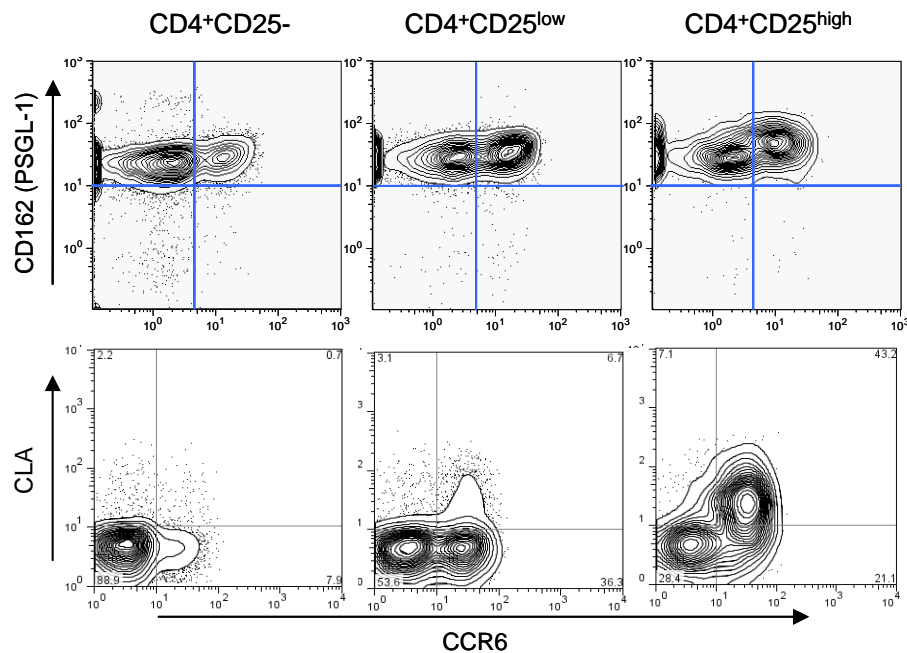 CD4⁺CD25- CD4⁺CD25ˡᵒʷ CD4⁺CD25ʰⁱᵍʰ
CD162 (PSGL-1)
10³ 10³ 10³
10² 10² 10²
10¹ 10¹ 10¹
10⁰ 10⁰ 10⁰
10⁰ 10¹ 10² 10³ 10⁰ 10¹ 10² 10³ 10⁰ 10¹ 10² 10³
CLA
2.2 0.7 3.1 6.7 7.1 43.2
10³ 3 3
10² 2 2
10¹ 1 1
10⁰ 0 0
88.9 7.9 53.6 36.3 28.4 21.1
10⁰ 10¹ 10² 10³ 10⁴ 10⁰ 10¹ 10² 10³ 10⁴ 10⁰ 10¹ 10² 10³ 10⁴
CCR6